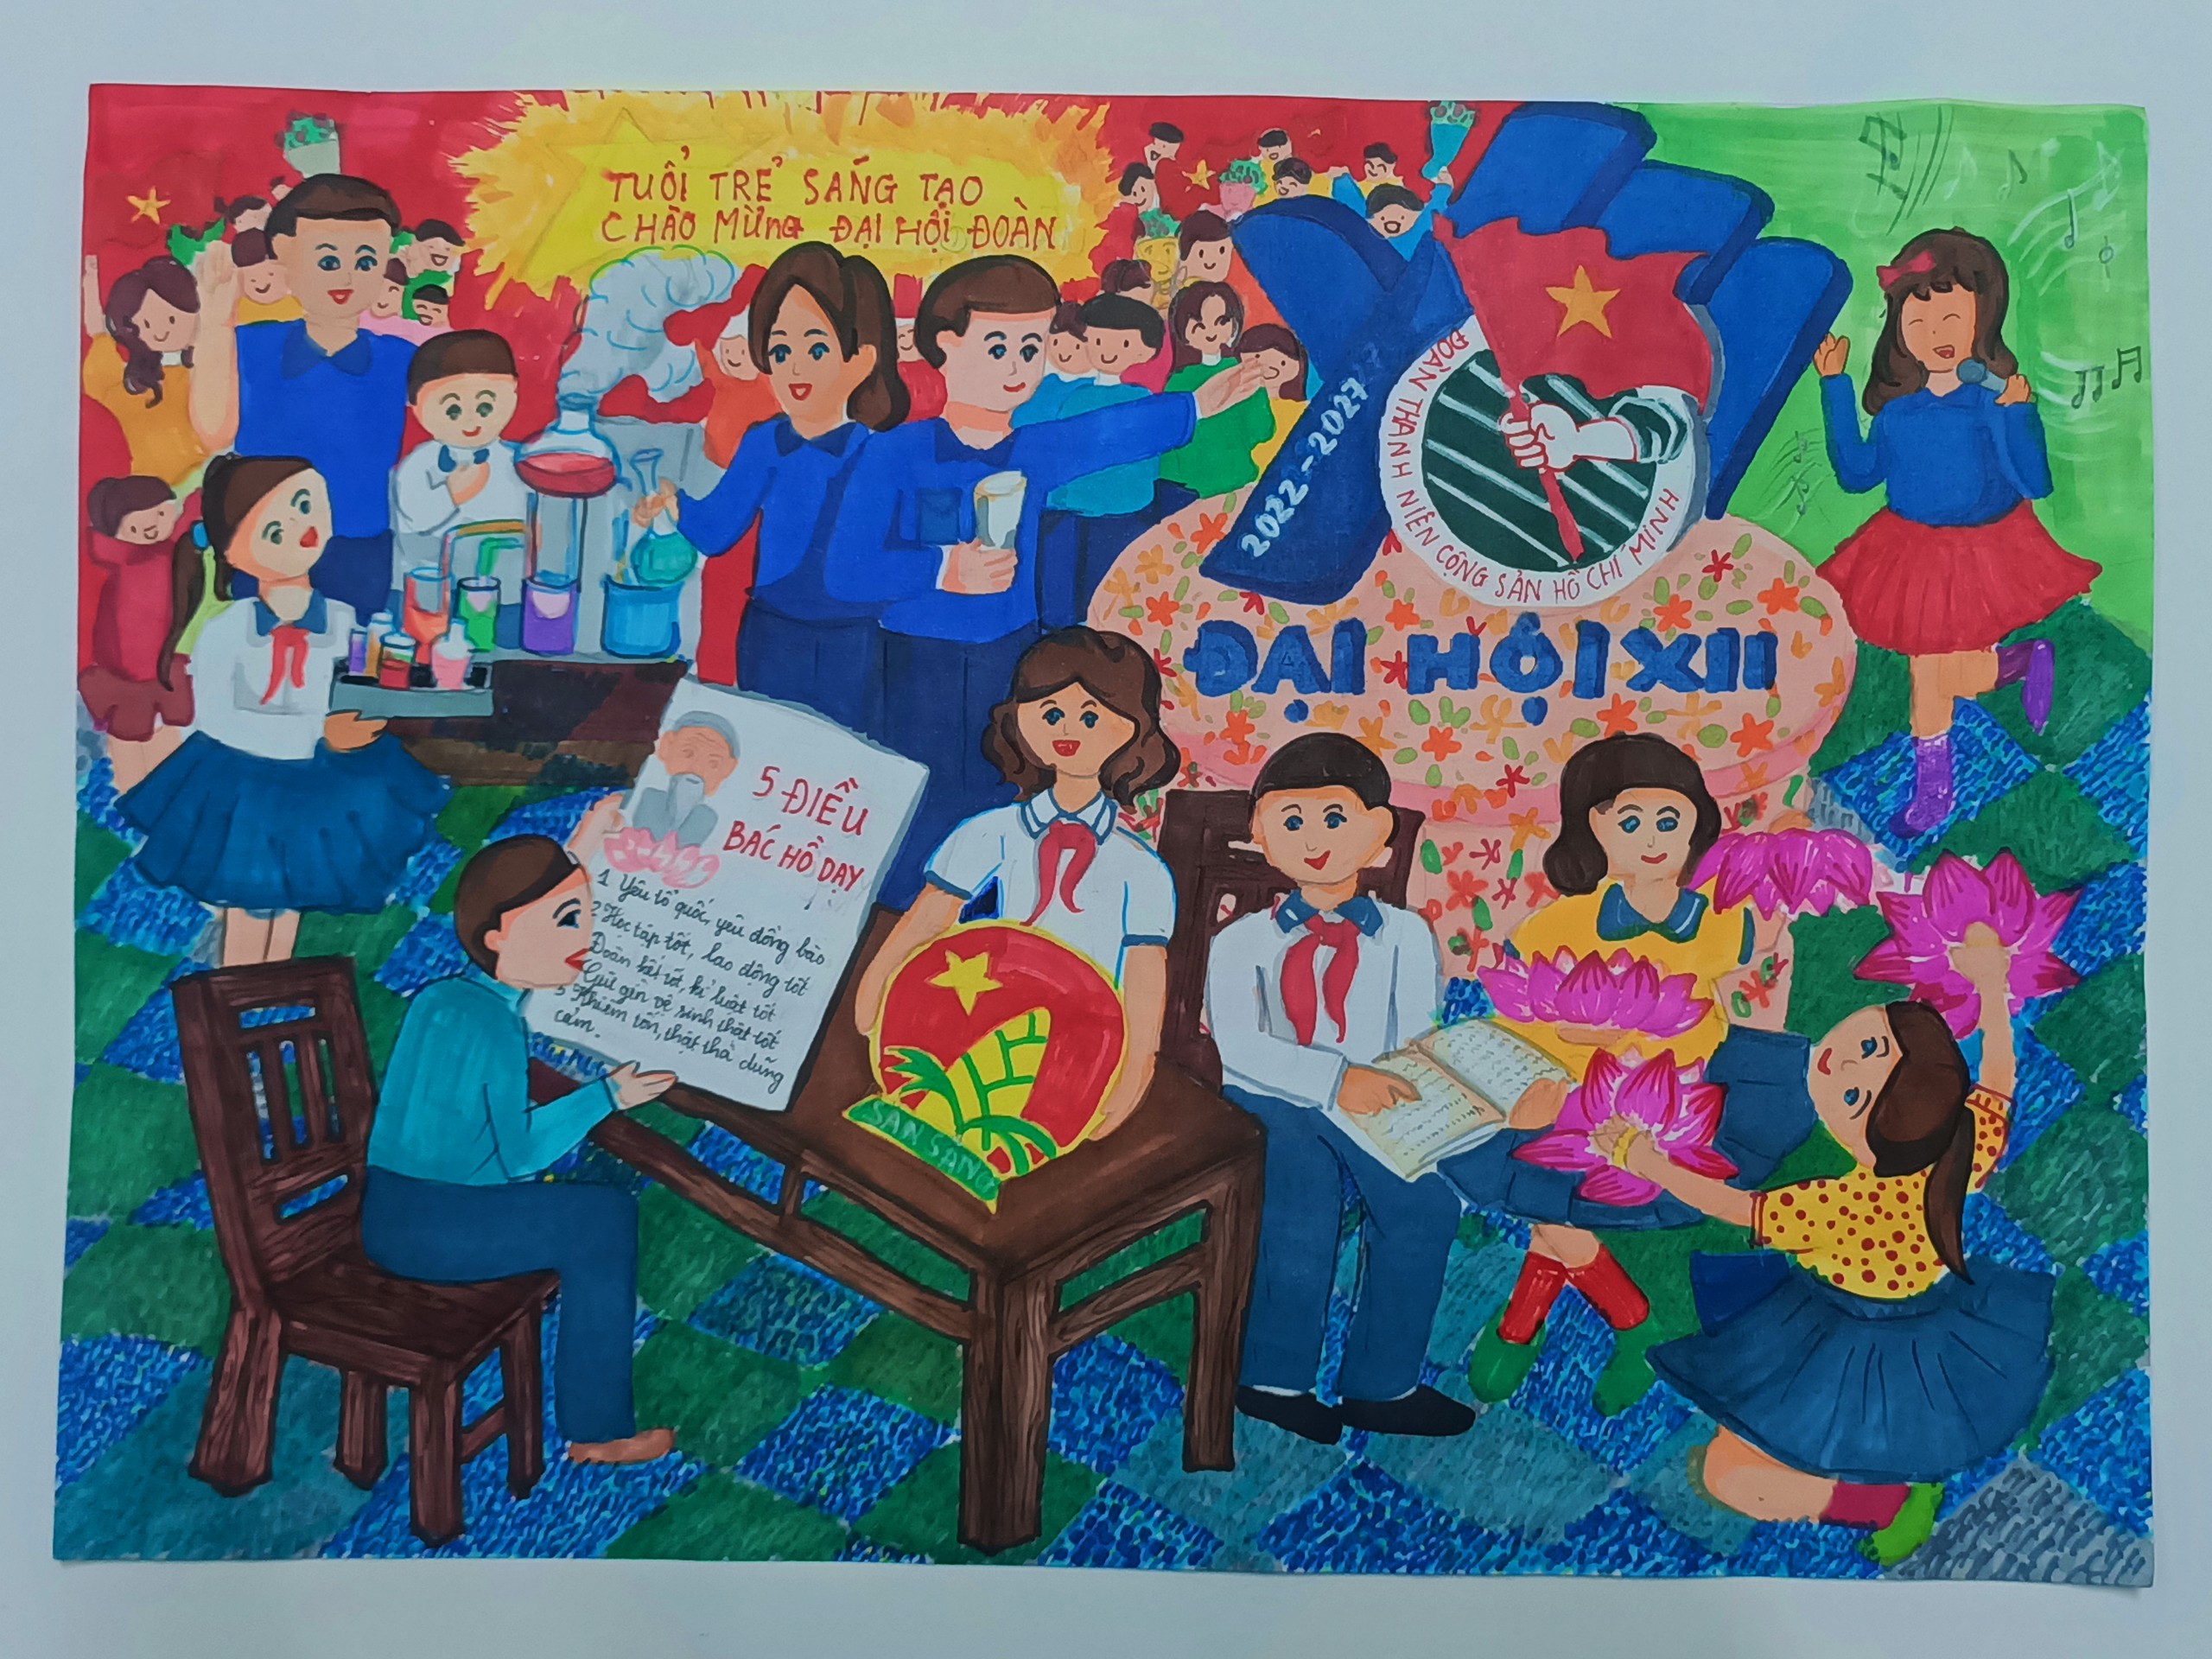 TUỔI TRẺ SÁNG TẠO
CHÀO MỪNG ĐẠI HỘI ĐOÀN
2022-2027
ĐOÀN THANH NIÊN CỘNG SẢN HỒ CHÍ MINH
ĐẠI HỘI XII
5 ĐIỀU
BÁC HỒ DẠY
1 Yêu tổ quốc, yêu đồng bào
2 Học tập tốt, lao động tốt
Đoàn kết tốt, kỉ luật tốt
Giữ gìn vệ sinh thật tốt
5 Khiêm tốn, thật thà dũng
cảm.
SẴN SÀNG